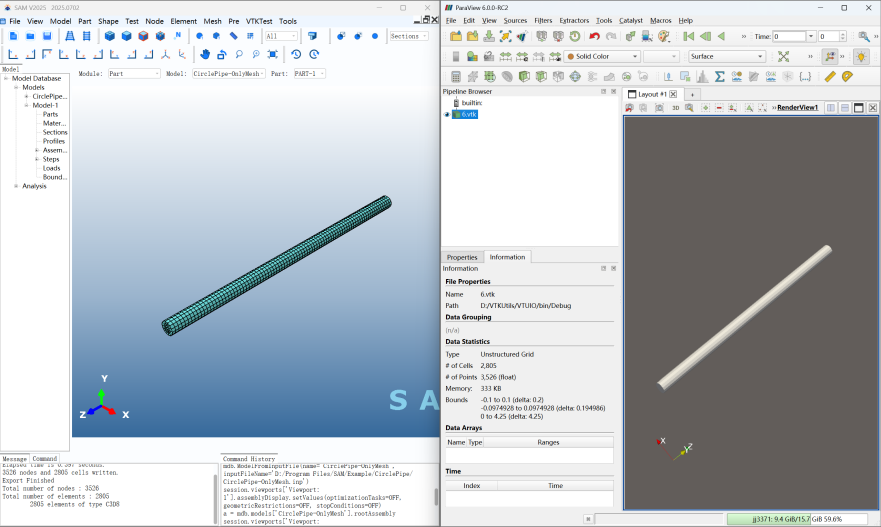 SAM V2025 2025.07.02
File View Model Part Shape Test Node Element Mesh Pre VTKTest Tools
All
Sections
Model
Module: Part Model: CirclePipe-OnlyMesh Part: PART-1
Model Database
Models
CirclePipe...
Model-1
Parts
Mater...
Sections
Profiles
Assem...
Steps
Loads
Boun...
Analysis
Y
Z
X
SA
Message Command
3526 nodes and 2805 cells written.
Export Finished
Total number of nodes : 3526
Total number of elements : 2805
2805 elements of type C3D8
Command History
mdb.ModelFromInputFile(name='CirclePipe-OnlyMesh',
inputFileName='D:/Program Files/SAM/Example/CirclePipe/
CirclePipe-OnlyMesh.inp')
session.viewports['Viewport:
1'].assemblyDisplay.setValues(optimizationTasks=OFF,
geometricRestrictions=OFF, stopConditions=OFF)
a = mdb.models['CirclePipe-OnlyMesh'].rootAssembly
session.viewports['Viewport:
ParaView 6.0.0-RC2
File Edit View Sources Filters Extractors Tools Catalyst Macros Help
Time: 0 0
Solid Color
Surface
Pipeline Browser
builtin:
6.vtk
Layout #1
+
3D
RenderView1
Properties Information
Information
File Properties
Name 6.vtk
Path D:/VTKUtils/VTUIO/bin/Debug
Data Grouping
(n/a)
Data Statistics
Type Unstructured Grid
# of Cells 2,805
# of Points 3,526 (float)
Memory: 333 KB
Bounds -0.1 to 0.1 (delta: 0.2)
-0.0974928 to 0.0974928 (delta: 0.194986)
0 to 4.25 (delta: 4.25)
Data Arrays
Name Type Ranges
Time
Index Time
X
Y
Z
jj3371: 9.4 GiB/15.7 GiB 59.6%